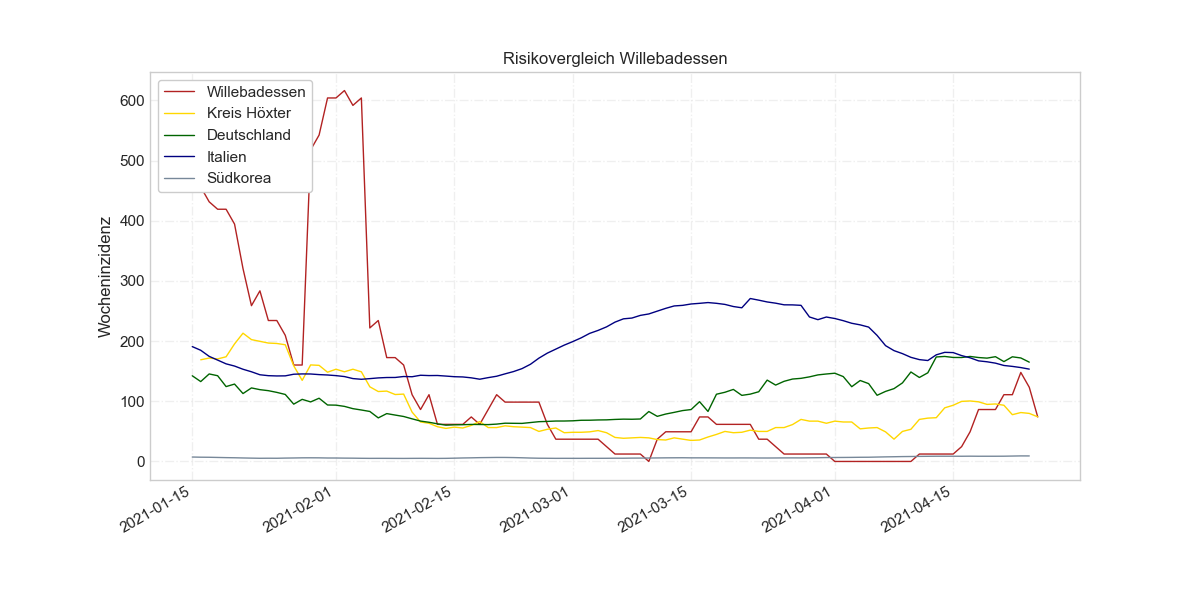 Risikovergleich Willebadessen
Wocheninzidenz
600
500
400
300
200
100
0
Willebadessen
Kreis Höxter
Deutschland
Italien
Südkorea
2021-01-15
2021-02-01
2021-02-15
2021-03-01
2021-03-15
2021-04-01
2021-04-15